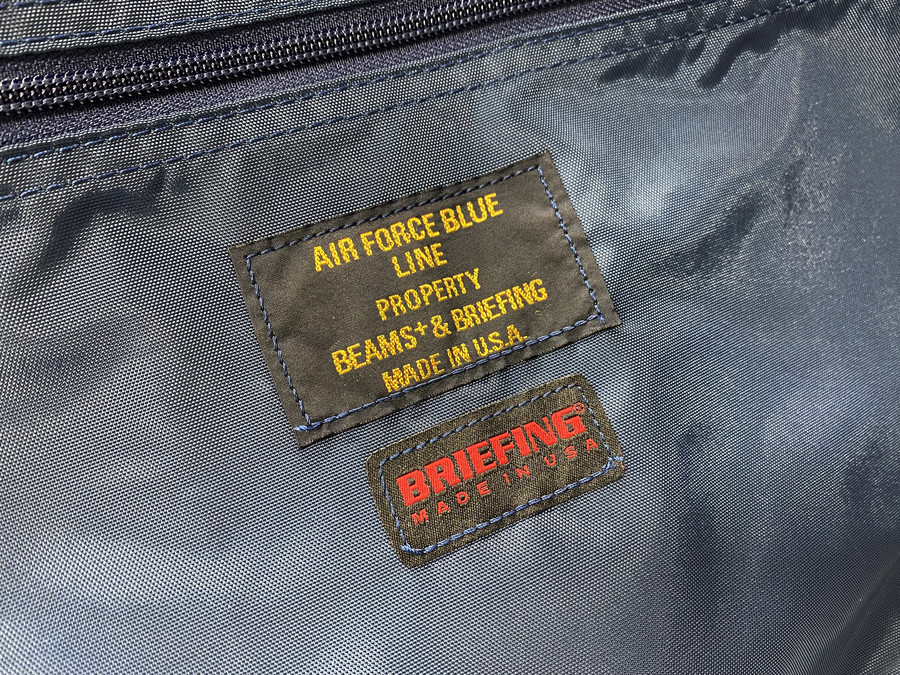 AIR FORCE BLUE
LINE
PROPERTY
BEAMS+ & BRIEFING
MADE IN U.S.A.
BRIEFING®
MADE IN USA